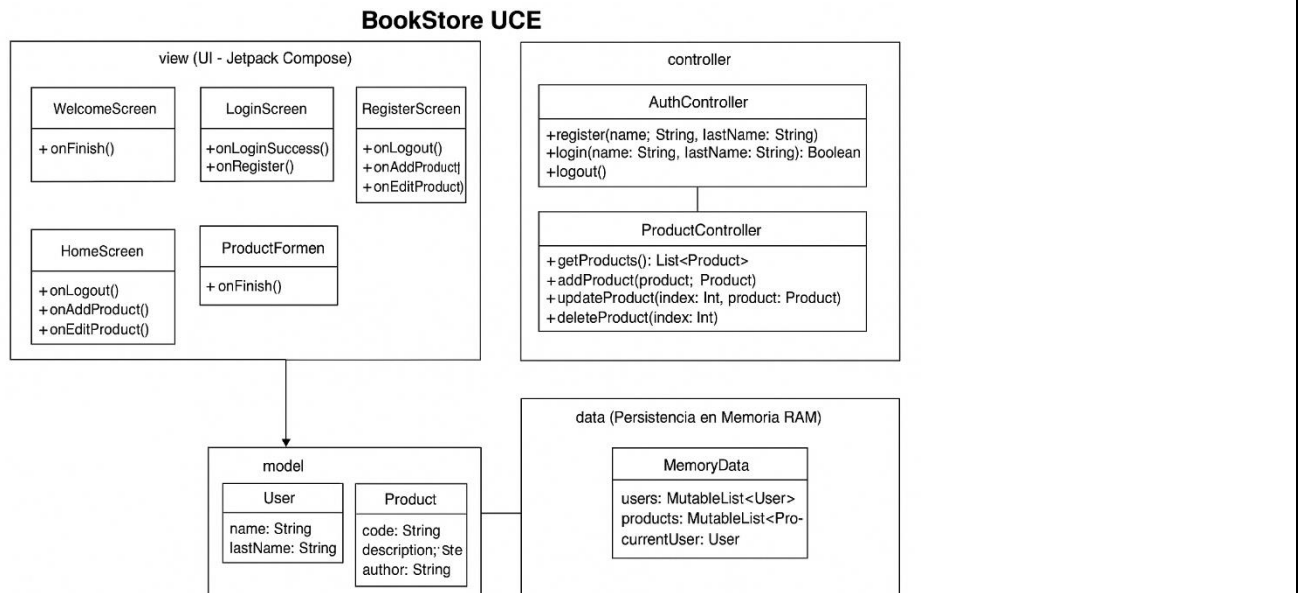 BookStore UCE
view (UI - Jetpack Compose)
WelcomeScreen
+ onFinish()
LoginScreen
+onLoginSuccess()
+onRegister()
RegisterScreen
+onLogout()
+onAddProduct
+onEditProduct)
HomeScreen
+onLogout()
+onAddProduct()
+onEditProduct()
ProductFormen
+ onFinish()
controller
AuthController
+register(name; String, lastName: String)
+login(name: String, lastName: String): Boolean
+logout()
ProductController
+getProducts(): List<Product>
+addProduct(product; Product)
+updateProduct(index: Int, product: Product)
+deleteProduct(index: Int)
model
User
name: String
lastName: String
Product
code: String
description; Ste
author: String
data (Persistencia en Memoria RAM)
MemoryData
users: MutableList<User>
products: MutableList<Pro-
currentUser: User